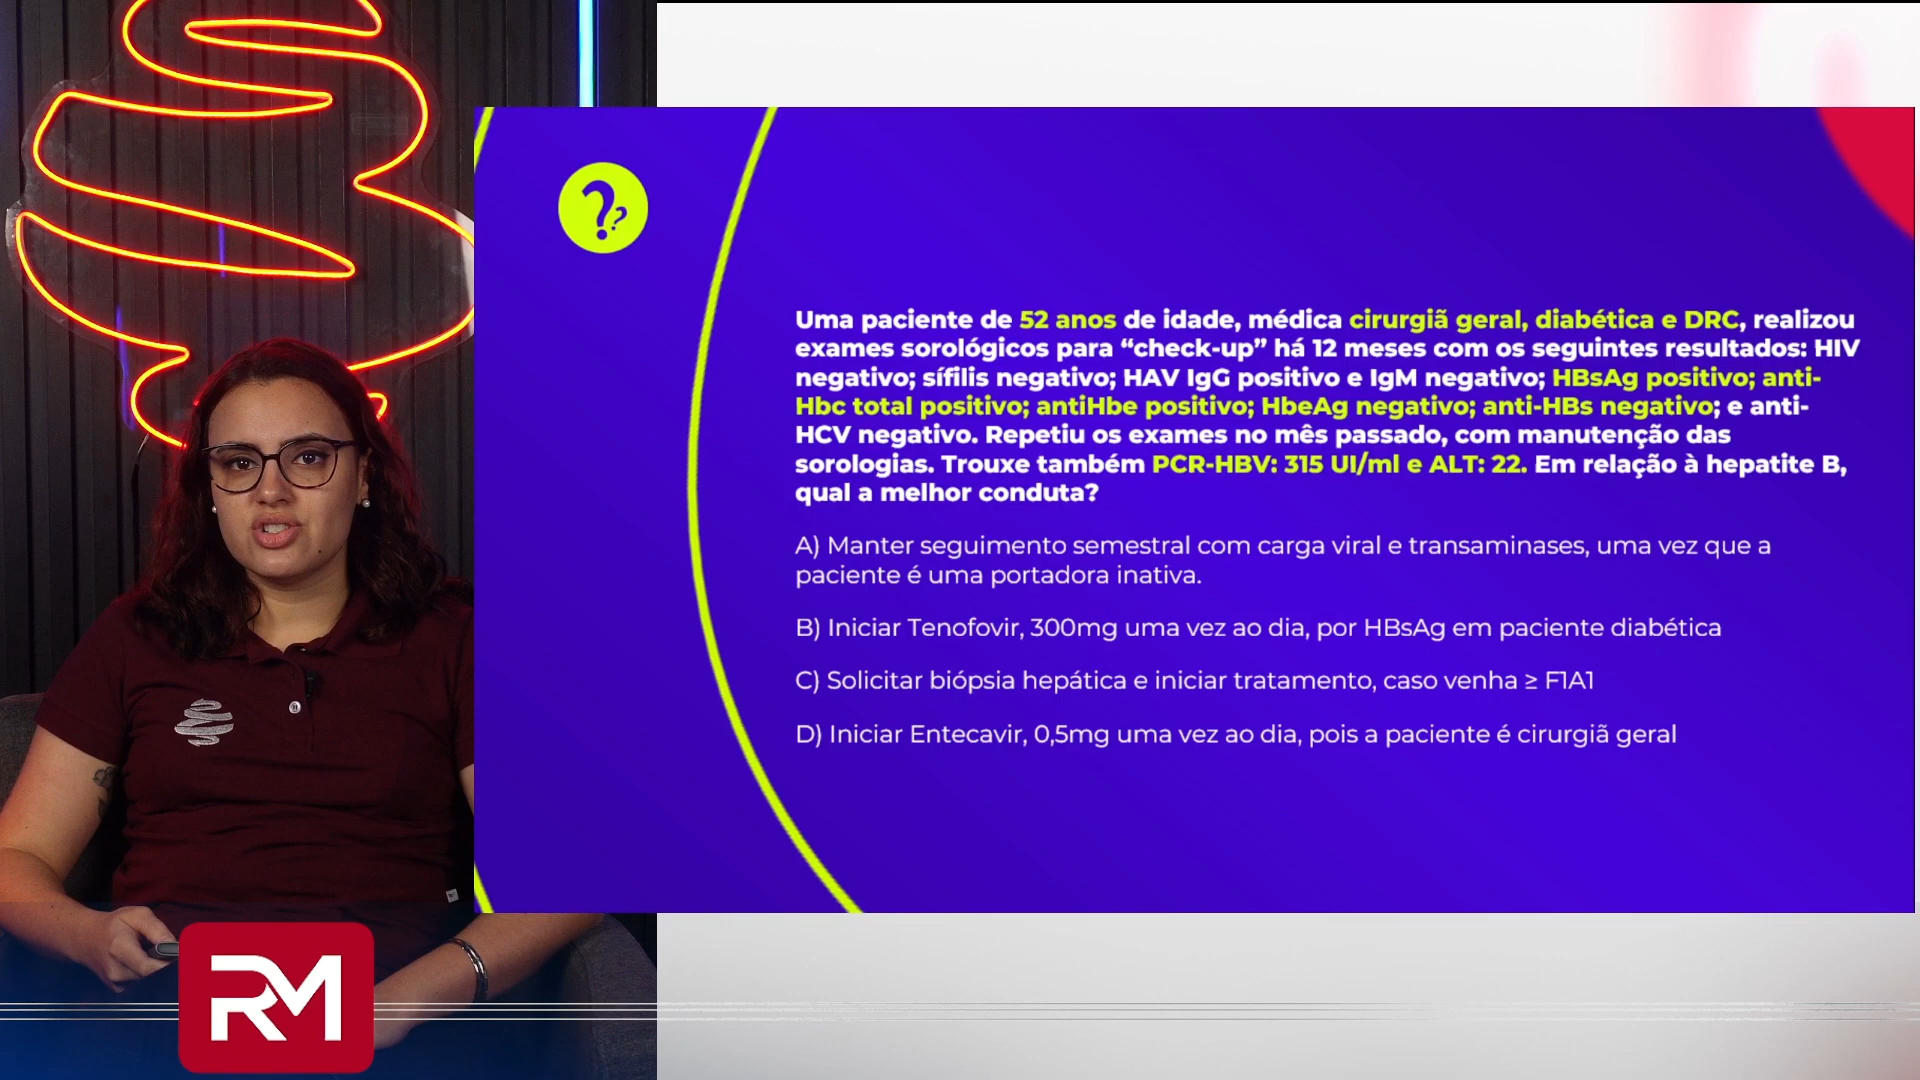 ??
Uma paciente de 52 anos de idade, médica cirurgiã geral, diabética e DRC, realizou
exames sorológicos para “check-up” há 12 meses com os seguintes resultados: HIV
negativo; sífilis negativo; HAV IgG positivo e IgM negativo; HBsAg positivo; anti-
Hbc total positivo; antiHbe positivo; HbeAg negativo; anti-HBs negativo; e anti-
HCV negativo. Repetiu os exames no mês passado, com manutenção das
sorologias. Trouxe também PCR-HBV: 315 UI/ml e ALT: 22. Em relação à hepatite B,
qual a melhor conduta?
A) Manter seguimento semestral com carga viral e transaminases, uma vez que a
paciente é uma portadora inativa.
B) Iniciar Tenofovir, 300mg uma vez ao dia, por HBsAg em paciente diabética
C) Solicitar biópsia hepática e iniciar tratamento, caso venha ≥ F1A1
D) Iniciar Entecavir, 0,5mg uma vez ao dia, pois a paciente é cirurgiã geral
RM